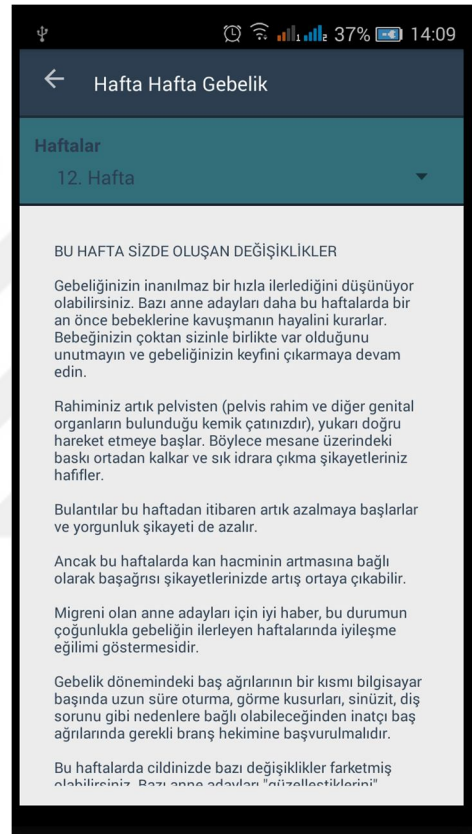 37% 14:09
Hafta Hafta Gebelik
Haftalar
12. Hafta
BU HAFTA SİZDE OLUŞAN DEĞİŞİKLİKLER
Gebeliğinizin inanılmaz bir hızla ilerlediğini düşünüyor
olabilirsiniz. Bazı anne adayları daha bu haftalarda bir
an önce bebeklerine kavuşmanın hayalini kurarlar.
Bebeğinizin çoktan sizinle birlikte var olduğunu
unutmayın ve gebeliğinizin keyfini çıkarmaya devam
edin.
Rahiminiz artık pelvisten (pelvis rahim ve diğer genital
organların bulunduğu kemik çatınızdır), yukarı doğru
hareket etmeye başlar. Böylece mesane üzerindeki
baskı ortadan kalkar ve sık idrara çıkma şikayetleriniz
hafifler.
Bulantılar bu haftadan itibaren artık azalmaya başlarlar
ve yorgunluk şikayeti de azalır.
Ancak bu haftalarda kan hacminin artmasına bağlı
olarak başağrısı şikayetlerinizde artış ortaya çıkabilir.
Migreni olan anne adayları için iyi haber, bu durumun
çoğunlukla gebeliğin ilerleyen haftalarında iyileşme
eğilimi göstermesidir.
Gebelik dönemindeki baş ağrılarının bir kısmı bilgisayar
başında uzun süre oturma, görme kusurları, sinüzit, diş
sorunu gibi nedenlere bağlı olabileceğinden inatçı baş
ağrılarında gerekli branş hekimine başvurulmalıdır.
Bu haftalarda cildinizde bazı değişiklikler farketmiş
olabilirsiniz. Bazı anne adayları "güzelleştiklerini"